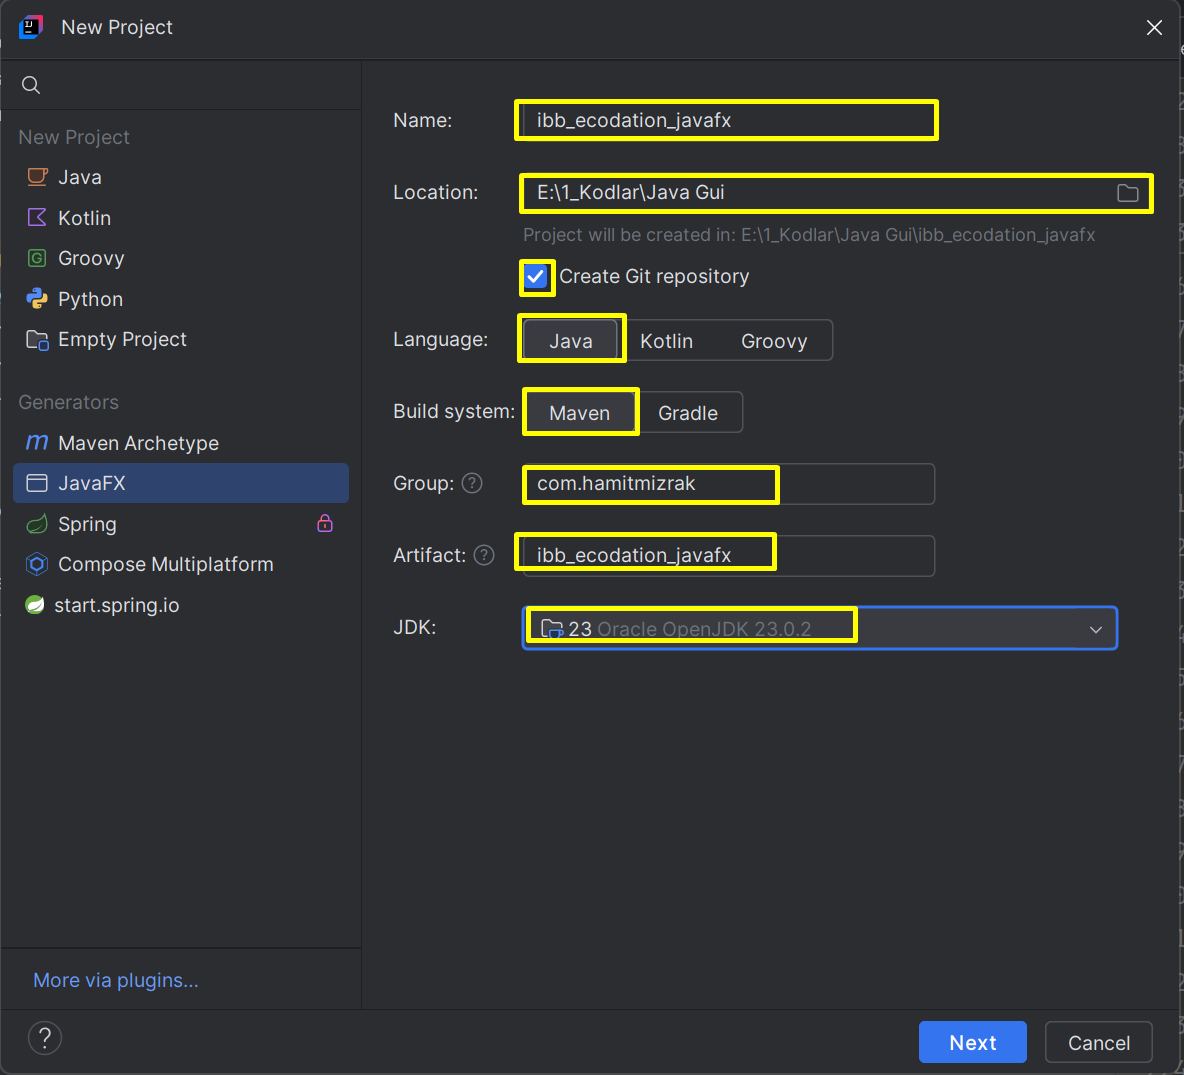 New Project
New Project
Java
Kotlin
Groovy
Python
Empty Project
Generators
Maven Archetype
JavaFX
Spring
Compose Multiplatform
start.spring.io
More via plugins...
Name: ibb_ecodation_javafx
Location: E:\1_Kodlar\Java Gui
Project will be created in: E:\1_Kodlar\Java Gui\ibb_ecodation_javafx
Create Git repository
Language: Java Kotlin Groovy
Build system: Maven Gradle
Group: ? com.hamitmizrak
Artifact: ? ibb_ecodation_javafx
JDK: 23 Oracle OpenJDK 23.0.2
? Next Cancel